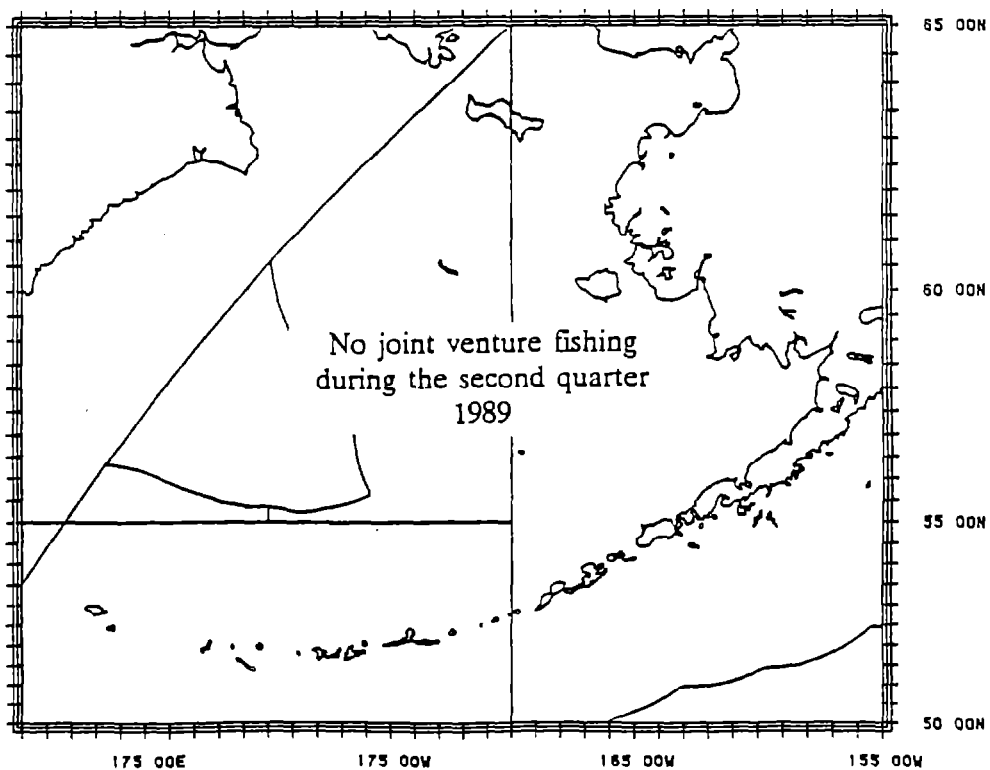 65 00N
60 00N
No joint venture fishing
during the second quarter
1989
55 00N
50 00N
175 00E 175 00W 165 00W 155 00W